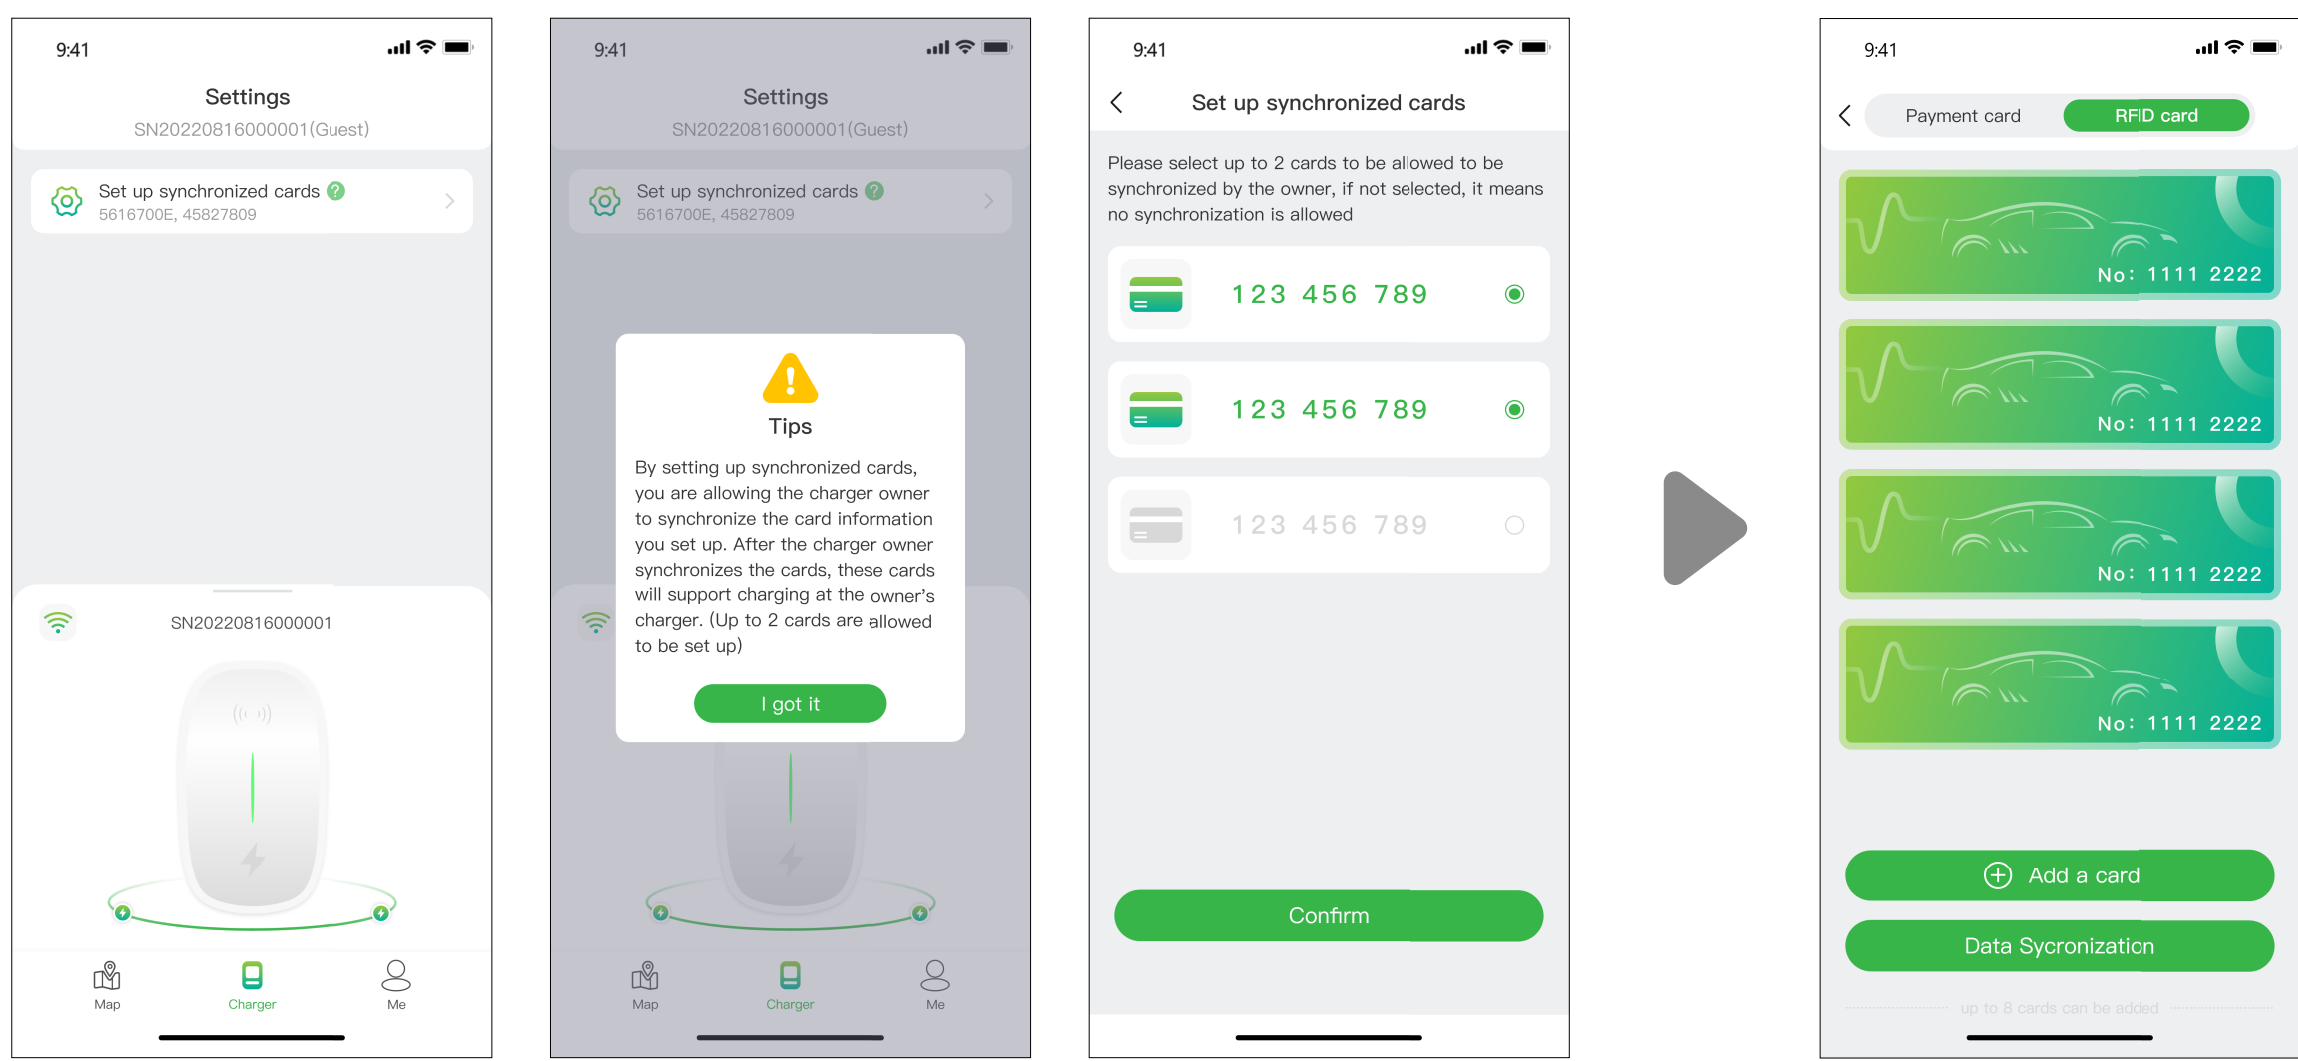 9:41
Settings
SN20220816000001(Guest)
Set up synchronized cards ?
5616700E, 45827809
SN20220816000001
Map
Charger
Me
9:41
Settings
SN20220816000001(Guest)
Set up synchronized cards ?
5616700E, 45827809
Tips
By setting up synchronized cards,
you are allowing the charger owner
to synchronize the card information
you set up. After the charger owner
synchronizes the cards, these cards
will support charging at the owner's
charger. (Up to 2 cards are allowed
to be set up)
I got it
Map
Charger
Me
9:41
Set up synchronized cards
Please select up to 2 cards to be allowed to be
synchronized by the owner, if not selected, it means
no synchronization is allowed
123 456 789
123 456 789
123 456 789
Confirm
9:41
Payment card
RFID card
No: 1111 2222
No: 1111 2222
No: 1111 2222
No: 1111 2222
Add a card
Data Sycronization
up to 8 cards can be added